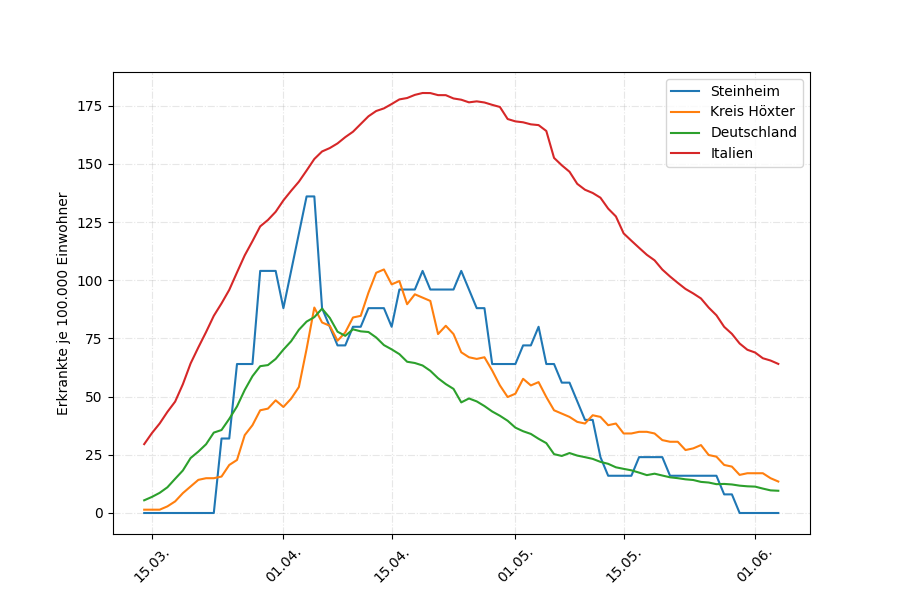 Steinheim
Kreis Höxter
Deutschland
Italien
Erkrankte je 100.000 Einwohner
175
150
125
100
75
50
25
0
15.03.
01.04.
15.04.
01.05.
15.05.
01.06.